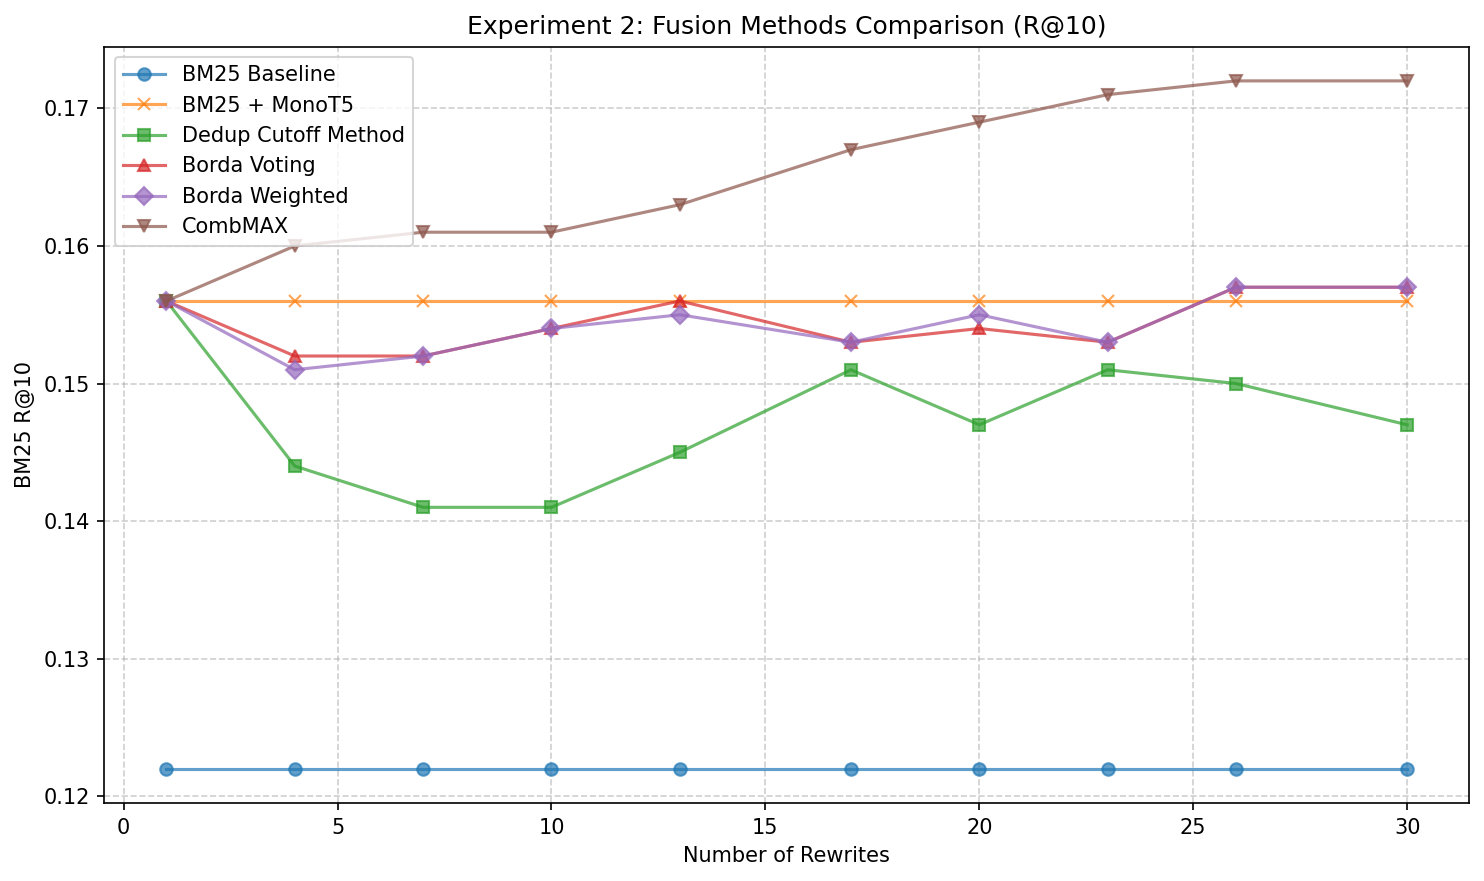 Experiment 2: Fusion Methods Comparison (R@10)
BM25 Baseline
BM25 + MonoT5
Dedup Cutoff Method
Borda Voting
Borda Weighted
CombMAX
BM25 R@10
0.17
0.16
0.15
0.14
0.13
0.12
0 5 10 15 20 25 30
Number of Rewrites